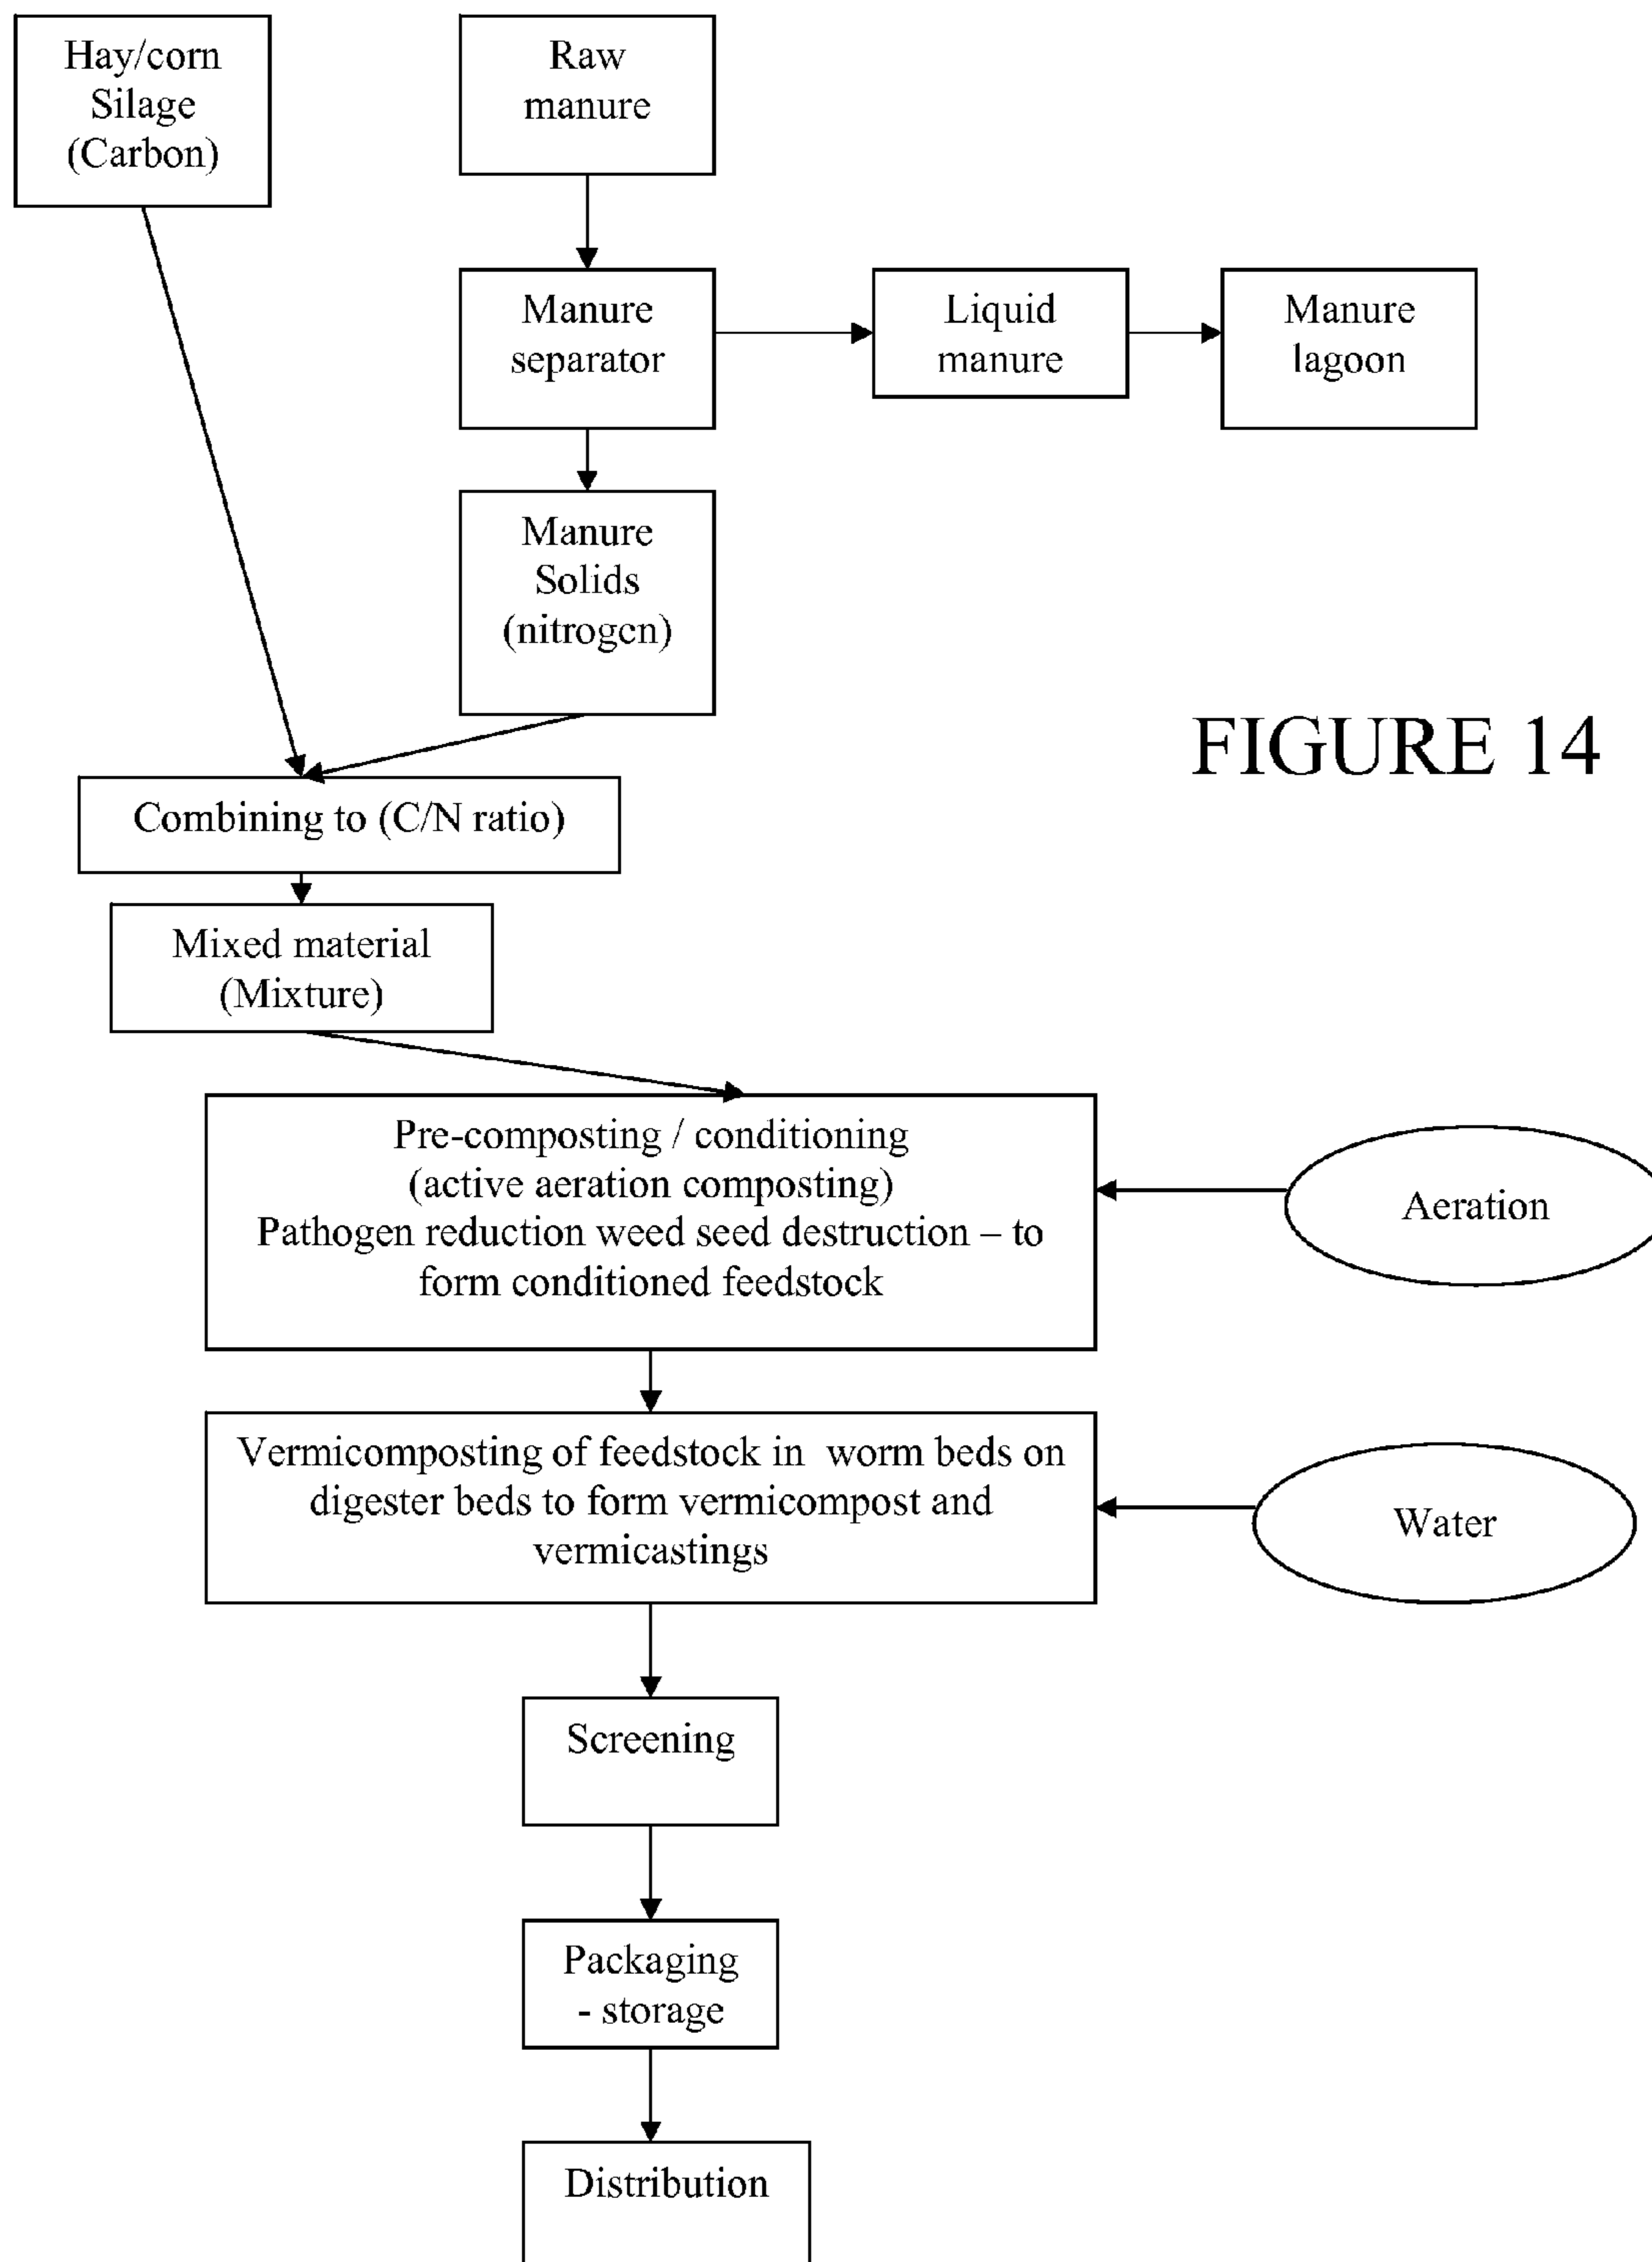 Hay/corn
Silage
(Carbon)
Raw
manure
Manure
separator
Liquid
manure
Manure
lagoon
Manure
Solids
(nitrogen)
FIGURE 14
Combining to (C/N ratio)
Mixed material
(Mixture)
Pre-composting / conditioning
(active aeration composting)
Pathogen reduction weed seed destruction – to
form conditioned feedstock
Aeration
Vermicomposting of feedstock in worm beds on
digester beds to form vermicompost and
vermicastings
Water
Screening
Packaging
- storage
Distribution